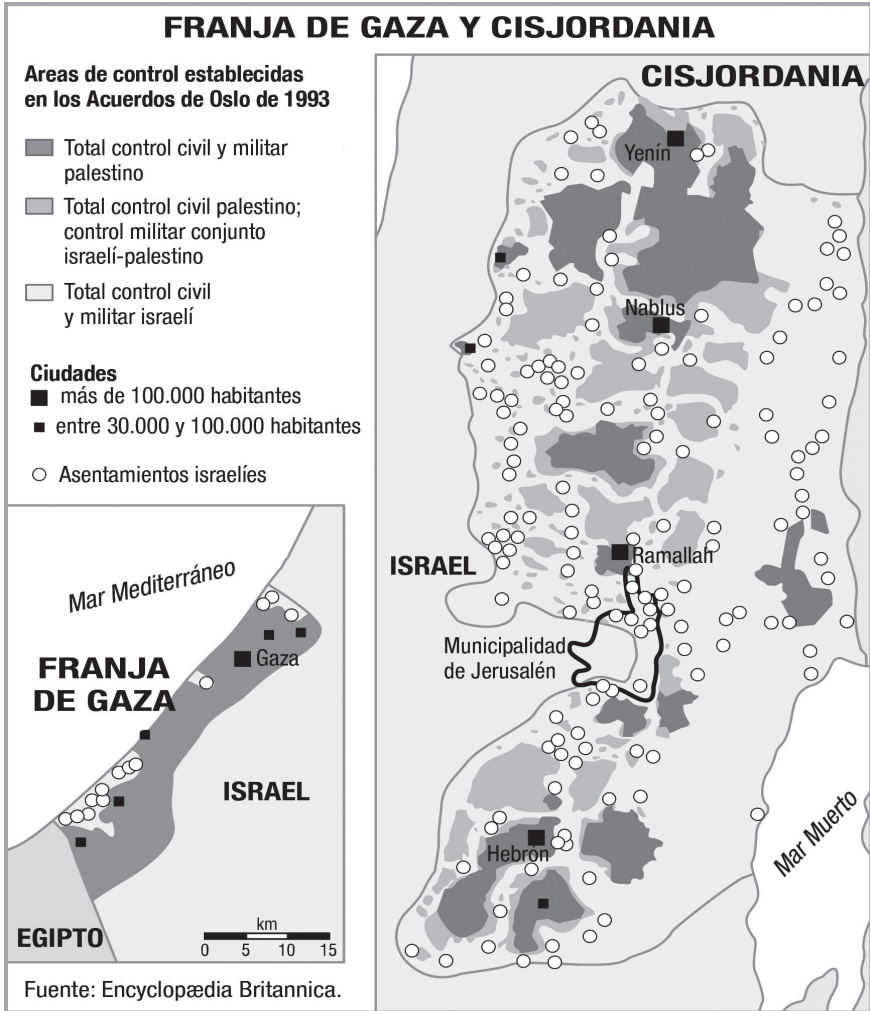 FRANJA DE GAZA Y CISJORDANIA
Areas de control establecidas
en los Acuerdos de Oslo de 1993
Total control civil y militar
palestino
Total control civil palestino;
control militar conjunto
israelí-palestino
Total control civil
y militar israelí
Ciudades
más de 100.000 habitantes
entre 30.000 y 100.000 habitantes
Asentamientos israelíes
Mar Mediterráneo
FRANJA
DE GAZA
Gaza
ISRAEL
EGIPTO
km
0 5 10 15
Fuente: Encyclopædia Britannica.
CISJORDANIA
Yenín
Nablus
ISRAEL
Ramallah
Municipalidad
de Jerusalén
Hebrón
Mar Muerto